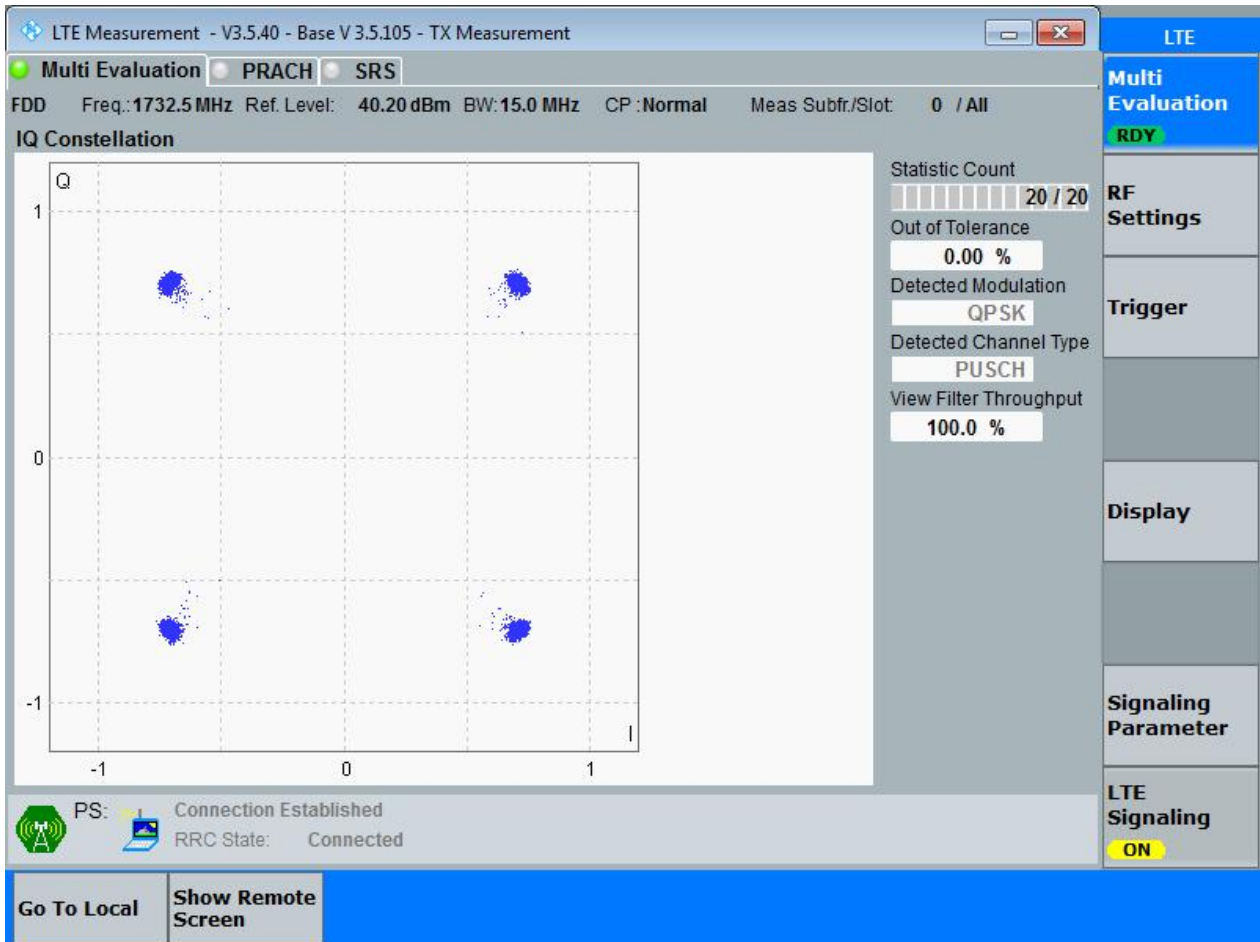 LTE Measurement - V3.5.40 - Base V 3.5.105 - TX Measurement
LTE
Multi Evaluation PRACH SRS
FDD Freq.: 1732.5 MHz Ref. Level: 40.20 dBm BW: 15.0 MHz CP : Normal Meas Subfr./Slot: 0 / All
IQ Constellation
Q
1
0
-1
I
-1 0 1
Statistic Count
20 / 20
Out of Tolerance
0.00 %
Detected Modulation
QPSK
Detected Channel Type
PUSCH
View Filter Throughput
100.0 %
Multi
Evaluation
RDY
RF
Settings
Trigger
Display
Signaling
Parameter
LTE
Signaling
ON
PS: Connection Established
RRC State: Connected
Go To Local
Show Remote
Screen